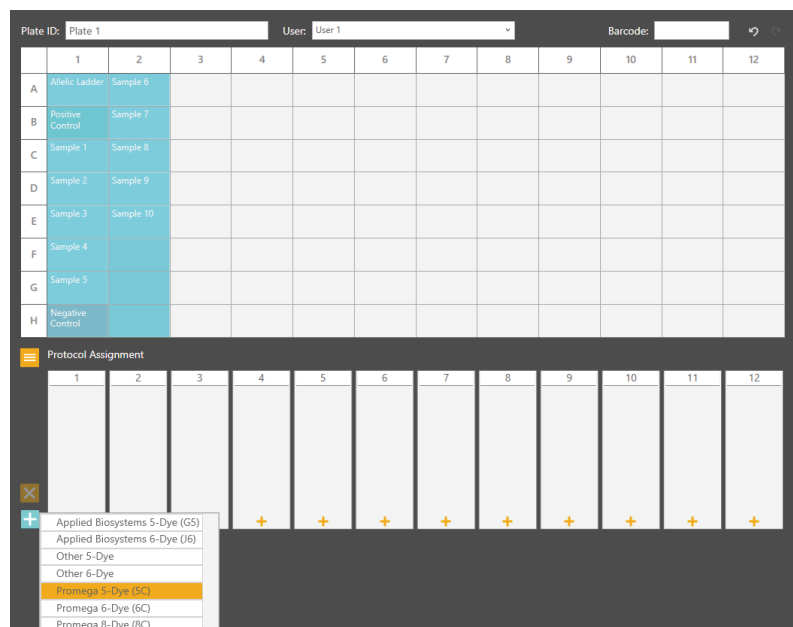 Plate ID: Plate 1 User: User 1 Barcode:
1 2 3 4 5 6 7 8 9 10 11 12
A Allelic Ladder Sample 6
B Positive Control Sample 7
C Sample 1 Sample 8
D Sample 2 Sample 9
E Sample 3 Sample 10
F Sample 4
G Sample 5
H Negative Control
Protocol Assignment
1 2 3 4 5 6 7 8 9 10 11 12
Applied Biosystems 5-Dye (G5)
Applied Biosystems 6-Dye (J6)
Other 5-Dye
Other 6-Dye
Promega 5-Dye (5C)
Promega 6-Dye (6C)
Promega 8-Dye (8C)